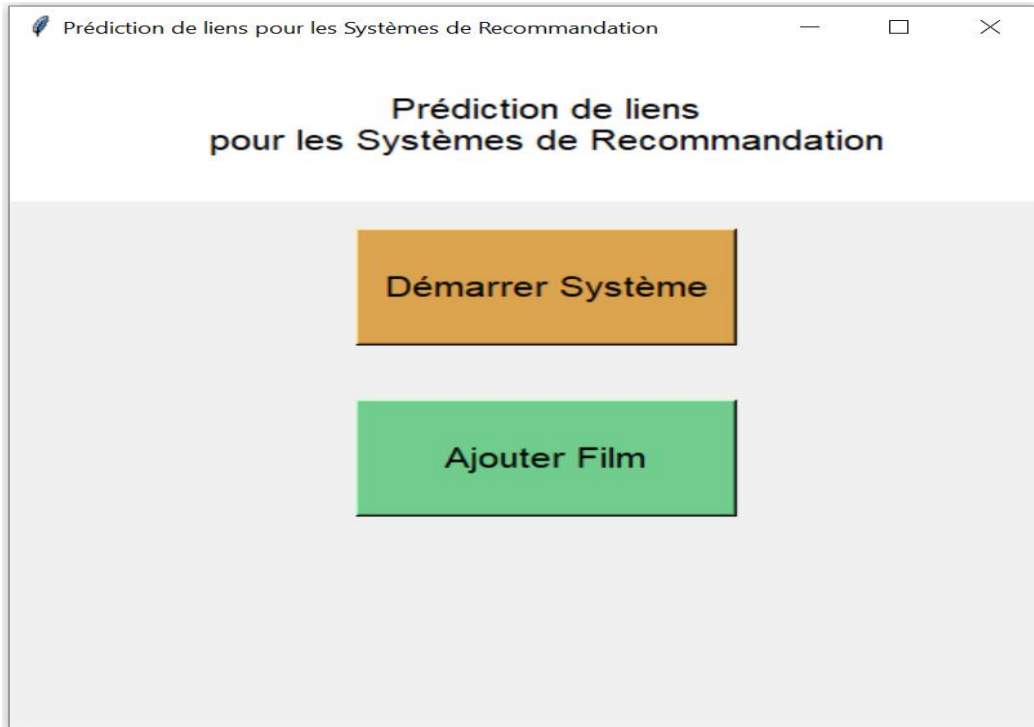 Prédiction de liens pour les Systèmes de Recommandation
Prédiction de liens
pour les Systèmes de Recommandation
Démarrer Système
Ajouter Film